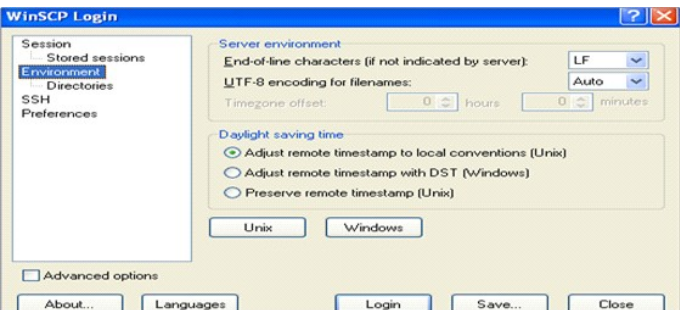 WinSCP Login
Session
Stored sessions
Environment
Directories
SSH
Preferences
Server environment
End-of-line characters (if not indicated by server): LF
UTF-8 encoding for filenames: Auto
Timezone offset: 0 hours 0 minutes
Daylight saving time
Adjust remote timestamp to local conventions (Unix)
Adjust remote timestamp with DST (Windows)
Preserve remote timestamp (Unix)
Unix Windows
Advanced options
About... Languages Login Save... Close